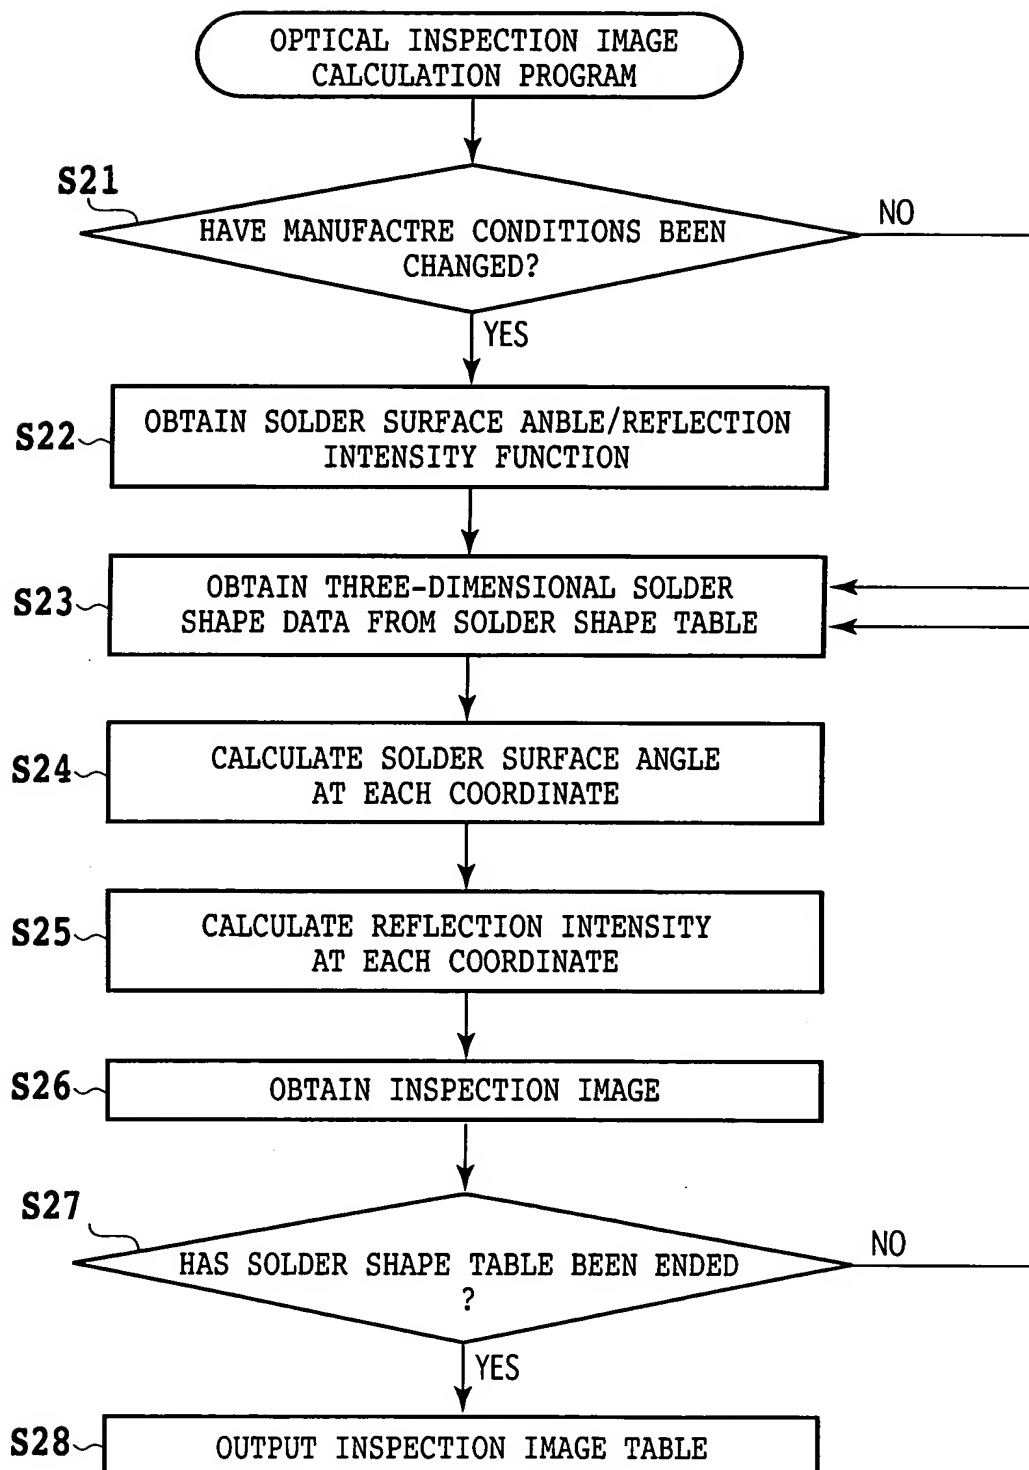 OPTICAL INSPECTION IMAGE
CALCULATION PROGRAM
S21
HAVE MANUFACTRE CONDITIONS BEEN
CHANGED?
NO
YES
S22
OBTAIN SOLDER SURFACE ANBLE/REFLECTION
INTENSITY FUNCTION
S23
OBTAIN THREE-DIMENSIONAL SOLDER
SHAPE DATA FROM SOLDER SHAPE TABLE
S24
CALCULATE SOLDER SURFACE ANGLE
AT EACH COORDINATE
S25
CALCULATE REFLECTION INTENSITY
AT EACH COORDINATE
S26
OBTAIN INSPECTION IMAGE
S27
HAS SOLDER SHAPE TABLE BEEN ENDED
?
NO
YES
S28
OUTPUT INSPECTION IMAGE TABLE